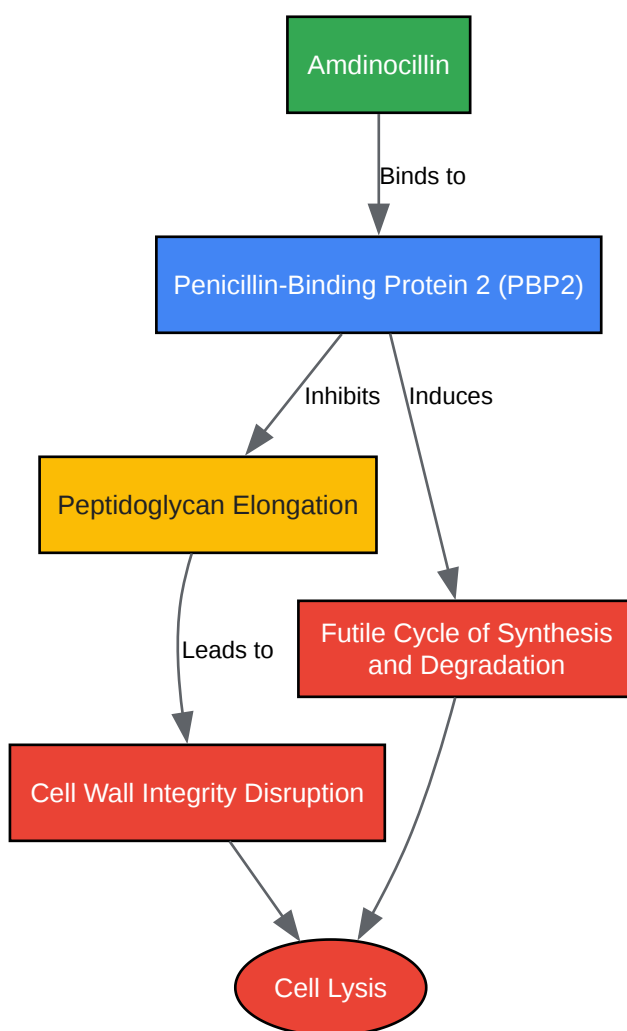 Amdinocillin
Binds to
Penicillin-Binding Protein 2 (PBP2)
Inhibits
Induces
Peptidoglycan Elongation
Futile Cycle of Synthesis
and Degradation
Leads to
Cell Wall Integrity Disruption
Cell Lysis